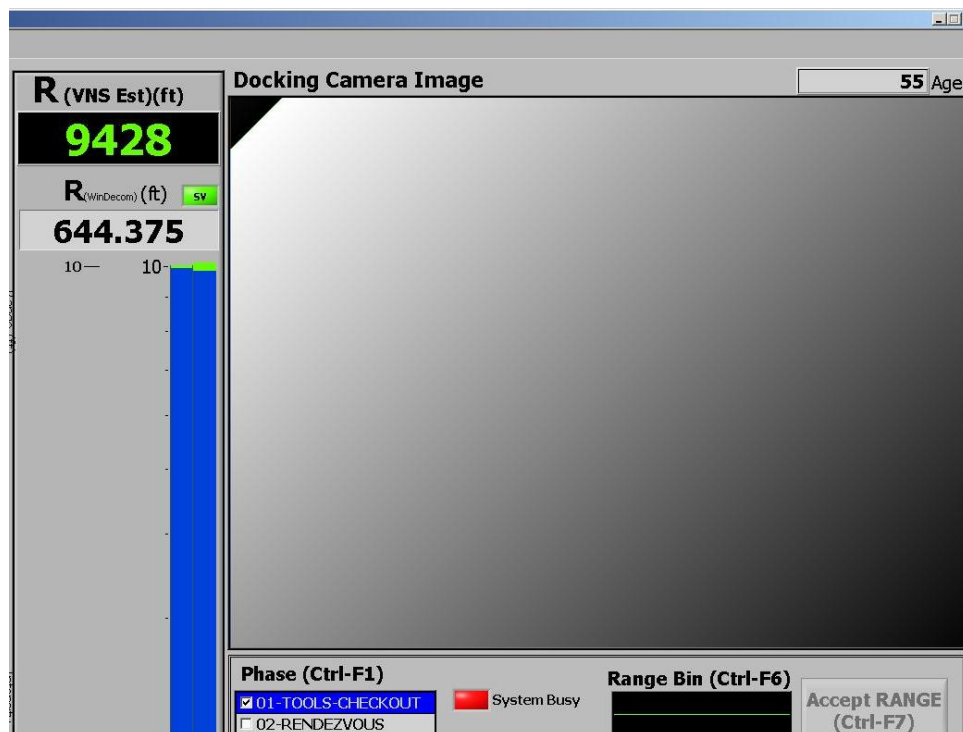 R (VNS Est)(ft)
9428
R(WinDecom) (ft) SV
644.375
10 10
Docking Camera Image
55 Age
Phase (Ctrl-F1)
01-TOOLS-CHECKOUT
02-RENDEZVOUS
System Busy
Range Bin (Ctrl-F6)
Accept RANGE
(Ctrl-F7)